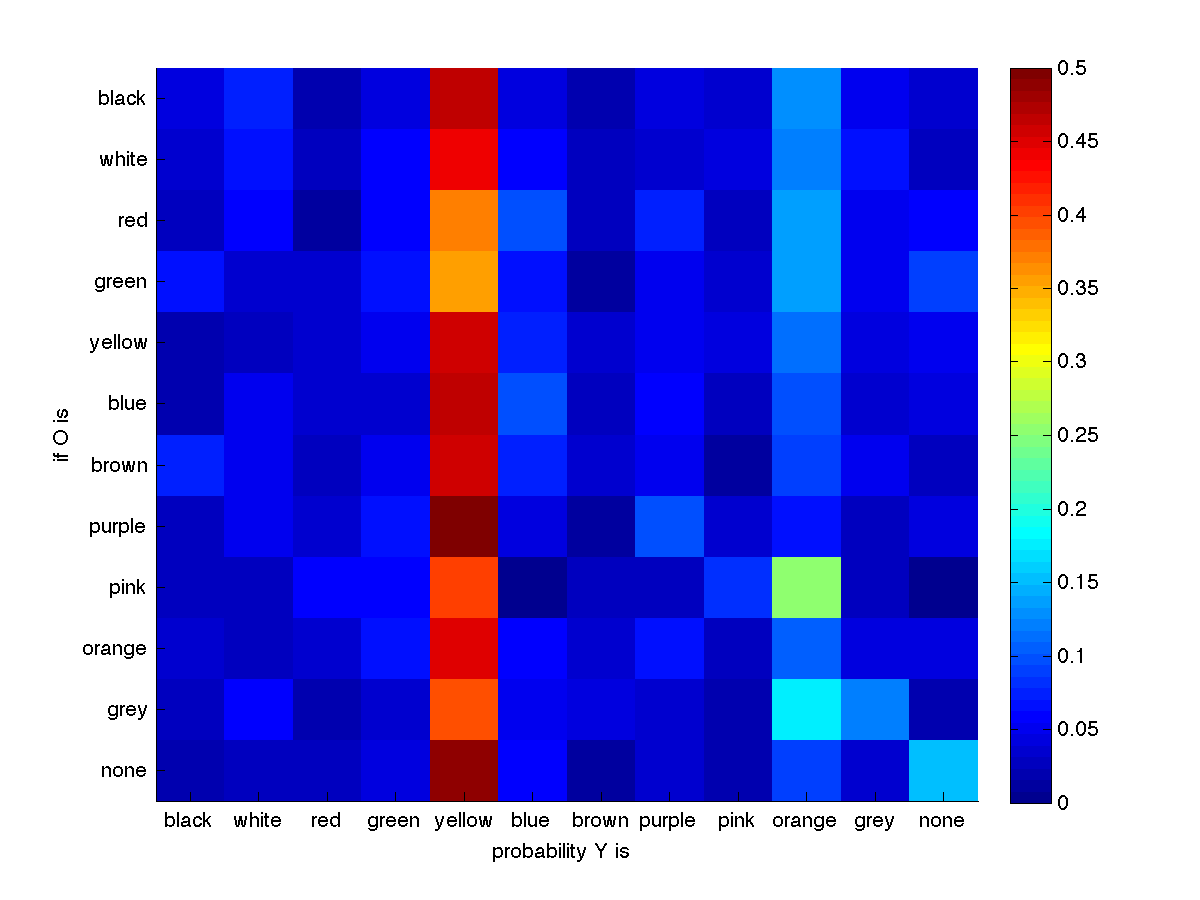 black
white
red
green
yellow
blue
brown
purple
pink
orange
grey
none
if O is
black white red green yellow blue brown purple pink orange grey none
probability Y is
0.5
0.45
0.4
0.35
0.3
0.25
0.2
0.15
0.1
0.05
0